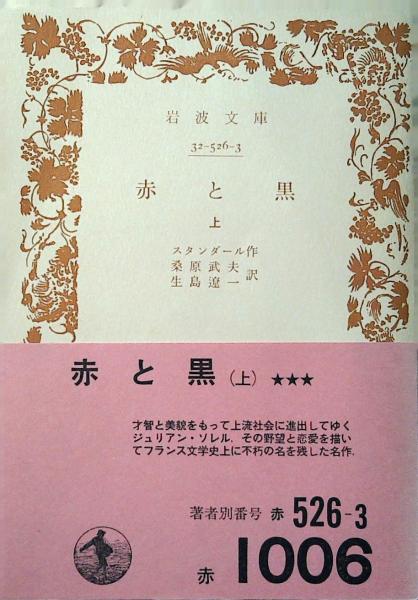 岩波文庫
32-526-3
赤と黒
上
スタンダール作
桑原武夫
生島遼一 訳
赤と黒(上) ★★★
才智と美貌をもって上流社会に進出してゆく
ジュリアン・ソレル. その野望と恋愛を描い
てフランス文学史上に不朽の名を残した名作.
著者別番号 赤 526-3
赤 1006